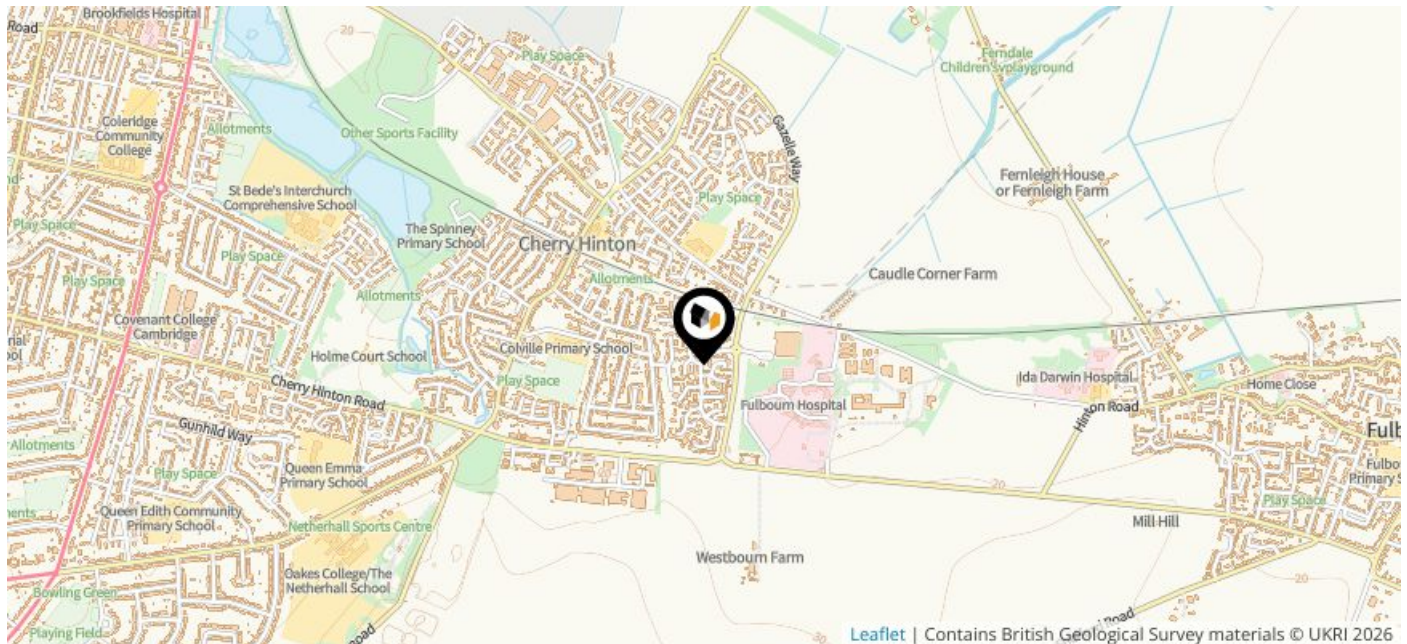 Brookfields Hospital
Road
20
Play Space
Ferndale
Children'svplayground
Coleridge
Community
College
Allotments
Other Sports Facility
Gazelle Way
St Bede's Interchurch
Comprehensive School
Fernleigh House
or Fernleigh Farm
Play Space
Play Space
The Spinney
Primary School
Play Space
Cherry Hinton
Play Space
Allotments
Allotments
Caudle Corner Farm
Covenant College
Cambridge
Holme Court School
Colville Primary School
Play Space
Cherry Hinton Road
Fulbourn Hospital
Ida Darwin Hospital
Home Close
Hinton Road
Gunhild Way
Allotments
Play Space
Queen Emma
Primary School
20
Play Space
Mill Hill
Queen Edith Community
Primary School
Netherhall Sports Centre
Westbourn Farm
Oakes College/The
Netherhall School
20
Bowling Green
Playing Field
30
Road
Leaflet | Contains British Geological Survey materials © UKRI 2026